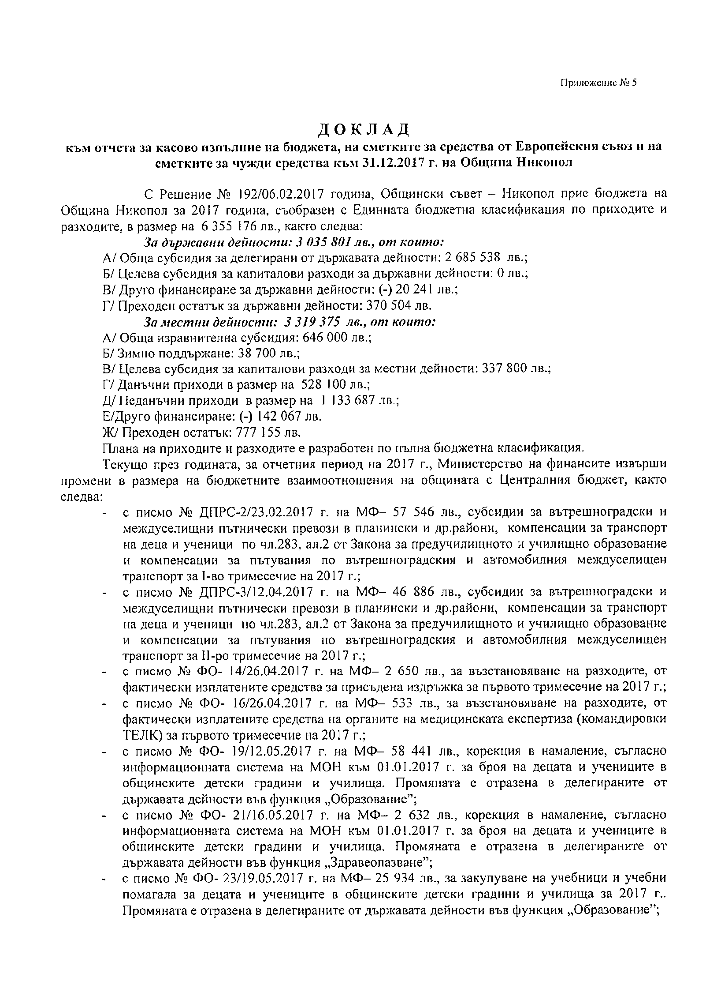 Приложение № 5
Д О К Л А Д
към отчета за касово изпълние на бюджета, на сметките за средства от Европейския съюз и на
сметките за чужди средства към 31.12.2017 г. на Община Никопол
С Решение № 192/06.02.2017 година, Общински съвет – Никопол прие бюджета на
Община Никопол за 2017 година, съобразен с Единната бюджетна класификация по приходите и
разходите, в размер на 6 355 176 лв., както следва:
За държавни дейности: 3 035 801 лв., от които:
А/ Обща субсидия за делегирани от държавата дейности: 2 685 538 лв.;
Б/ Целева субсидия за капиталови разходи за държавни дейности: 0 лв.;
В/ Друго финансиране за държавни дейности: (-) 20 241 лв.;
Г/ Преходен остатък за държавни дейности: 370 504 лв.
За местни дейности: 3 319 375 лв., от които:
А/ Обща изравнителна субсидия: 646 000 лв.;
Б/ Зимно поддържане: 38 700 лв.;
В/ Целева субсидия за капиталови разходи за местни дейности: 337 800 лв.;
Г/ Данъчни приходи в размер на 528 100 лв.;
Д/ Неданъчни приходи в размер на 1 133 687 лв.;
Е/Друго финансиране: (-) 142 067 лв.
Ж/ Преходен остатък: 777 155 лв.
Плана на приходите и разходите е разработен по пълна бюджетна класификация.
Текущо през годината, за отчетния период на 2017 г., Министерство на финансите извърши
промени в размера на бюджетните взаимоотношения на общината с Централния бюджет, както
следва:
- с писмо № ДПРС-2/23.02.2017 г. на МФ– 57 546 лв., субсидии за вътрешноградски и
междуселищни пътнически превози в планински и др.райони, компенсации за транспорт
на деца и ученици по чл.283, ал.2 от Закона за предучилищното и училищно образование
и компенсации за пътувания по вътрешноградския и автомобилния междуселищен
транспорт за I-во тримесечие на 2017 г.;
- с писмо № ДПРС-3/12.04.2017 г. на МФ– 46 886 лв., субсидии за вътрешноградски и
междуселищни пътнически превози в планински и др.райони, компенсации за транспорт
на деца и ученици по чл.283, ал.2 от Закона за предучилищното и училищно образование
и компенсации за пътувания по вътрешноградския и автомобилния междуселищен
транспорт за II-ро тримесечие на 2017 г.;
- с писмо № ФО- 14/26.04.2017 г. на МФ– 2 650 лв., за възстановяване на разходите, от
фактически изплатените средства за присъдена издръжка за първото тримесечие на 2017 г.;
- с писмо № ФО- 16/26.04.2017 г. на МФ– 533 лв., за възстановяване на разходите, от
фактически изплатените средства на органите на медицинската експертиза (командировки
ТЕЛК) за първото тримесечие на 2017 г.;
- с писмо № ФО- 19/12.05.2017 г. на МФ– 58 441 лв., корекция в намаление, съгласно
информационната система на МОН към 01.01.2017 г. за броя на децата и учениците в
общинските детски градини и училища. Промяната е отразена в делегираните от
държавата дейности във функция „Образование”;
- с писмо № ФО- 21/16.05.2017 г. на МФ– 2 632 лв., корекция в намаление, съгласно
информационната система на МОН към 01.01.2017 г. за броя на децата и учениците в
общинските детски градини и училища. Промяната е отразена в делегираните от
държавата дейности във функция „Здравеопазване”;
- с писмо № ФО- 23/19.05.2017 г. на МФ– 25 934 лв., за закупуване на учебници и учебни
помагала за децата и учениците в общинските детски градини и училища за 2017 г..
Промяната е отразена в делегираните от държавата дейности във функция „Образование”;